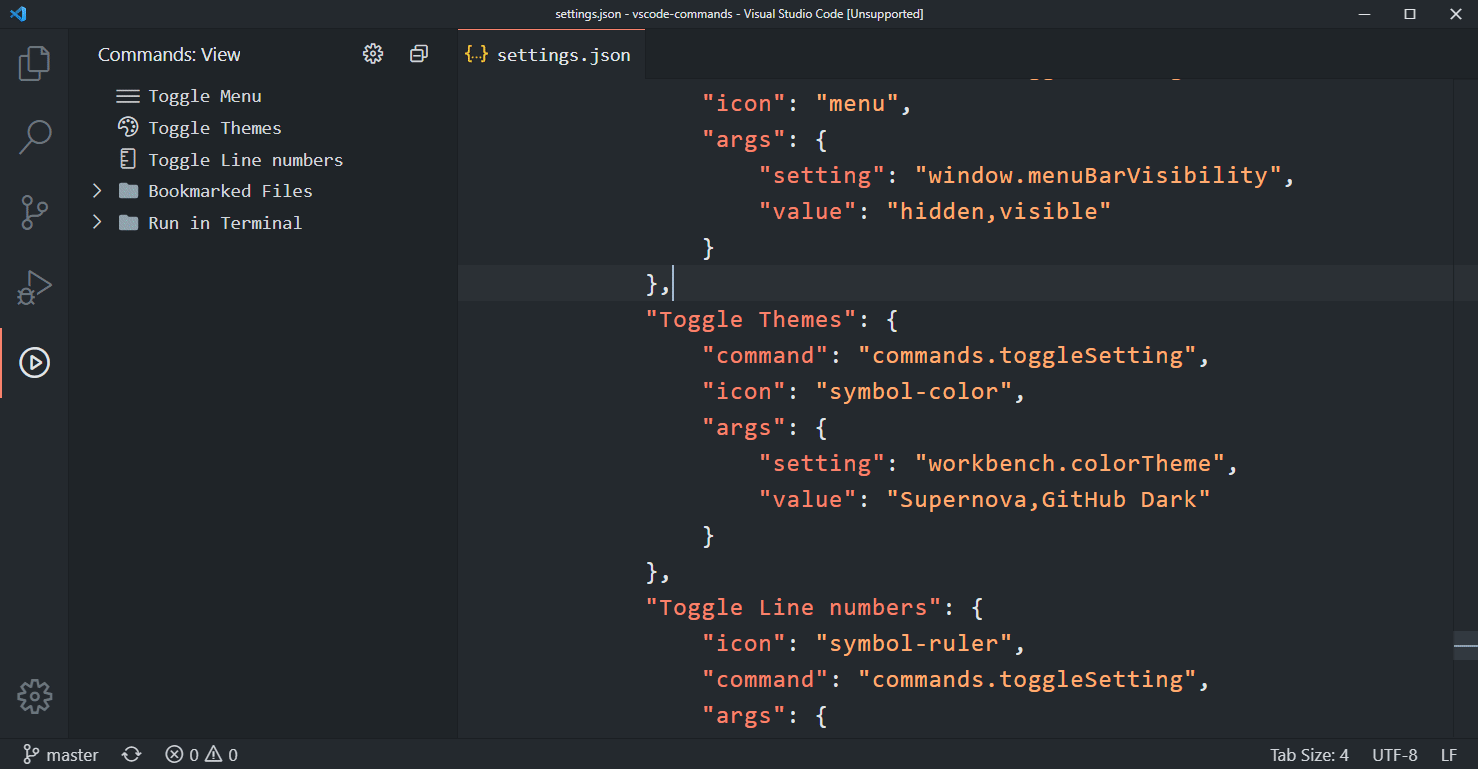 settings.json - vscode-commands - Visual Studio Code [Unsupported]
Commands: View
Toggle Menu
Toggle Themes
Toggle Line numbers
Bookmarked Files
Run in Terminal
{..} settings.json
"icon": "menu",
"args": {
"setting": "window.menuBarVisibility",
"value": "hidden,visible"
}
},
"Toggle Themes": {
"command": "commands.toggleSetting",
"icon": "symbol-color",
"args": {
"setting": "workbench.colorTheme",
"value": "Supernova,GitHub Dark"
}
},
"Toggle Line numbers": {
"icon": "symbol-ruler",
"command": "commands.toggleSetting",
"args": {
master 0 0 Tab Size: 4 UTF-8 LF